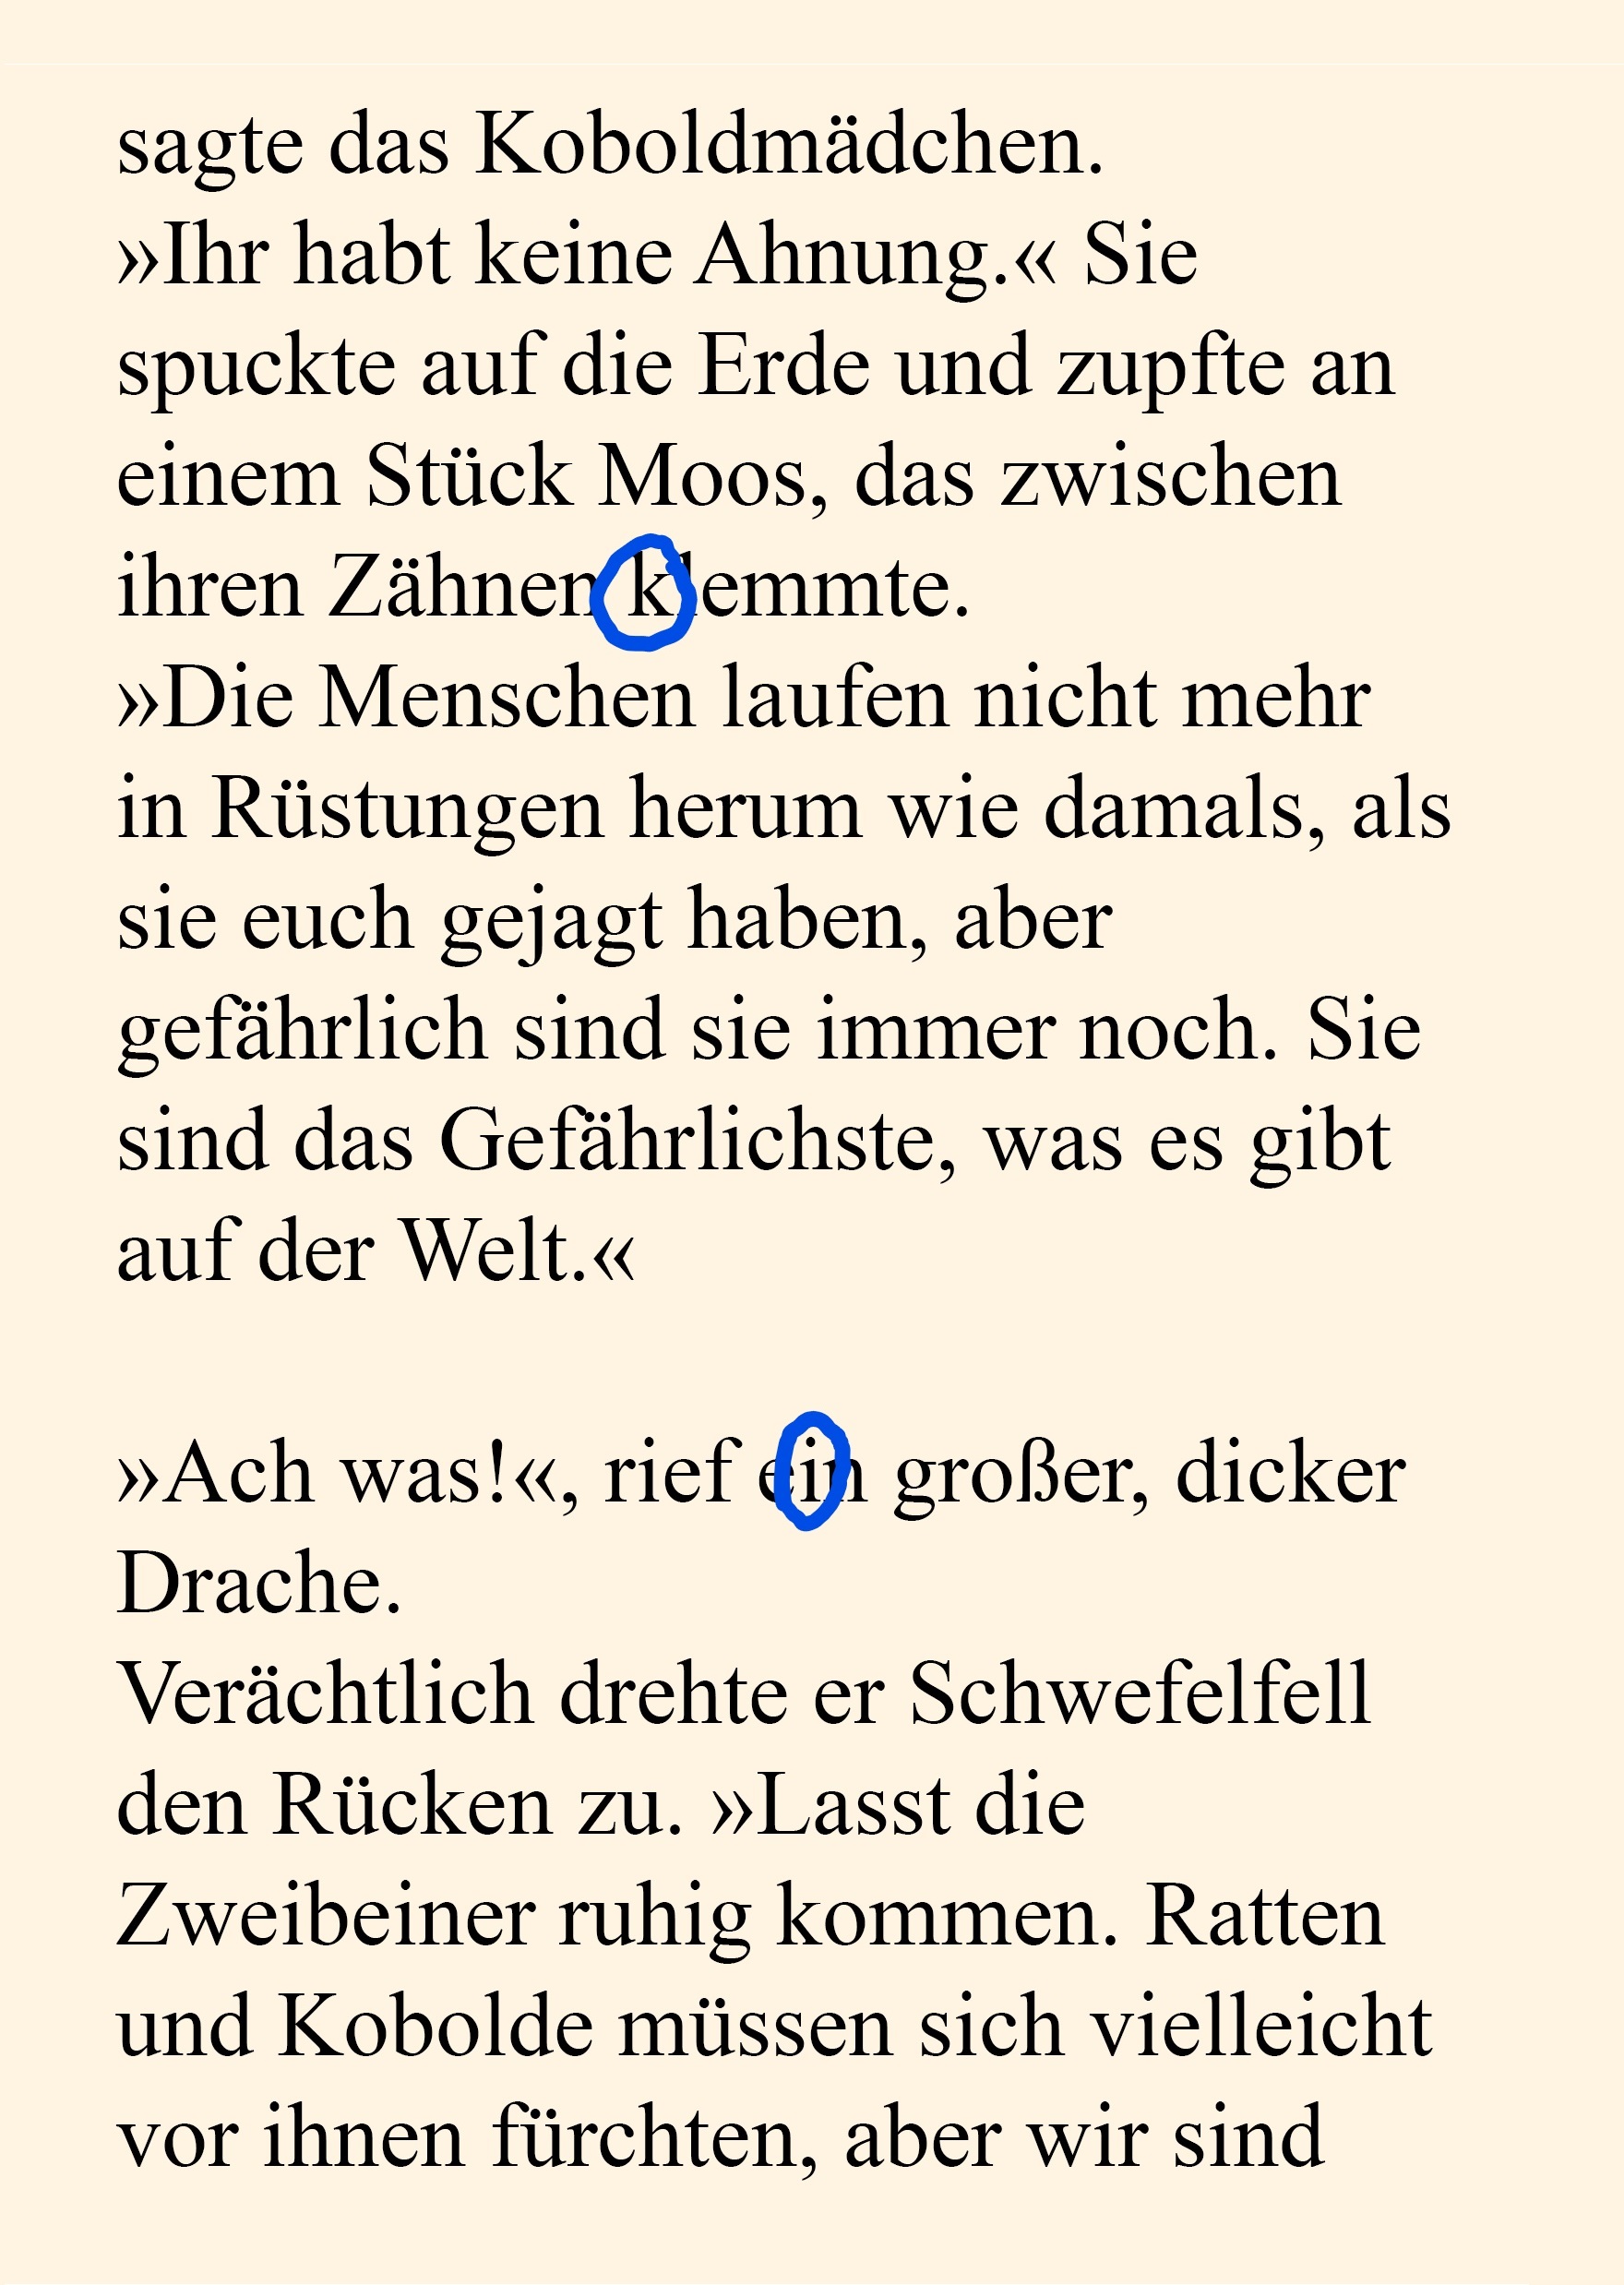 sagte das Koboldmädchen.
»Ihr habt keine Ahnung.« Sie
spuckte auf die Erde und zupfte an
einem Stück Moos, das zwischen
ihren Zähnen klemmte.
»Die Menschen laufen nicht mehr
in Rüstungen herum wie damals, als
sie euch gejagt haben, aber
gefährlich sind sie immer noch. Sie
sind das Gefährlichste, was es gibt
auf der Welt.«
»Ach was!«, rief ein großer, dicker
Drache.
Verächtlich drehte er Schwefelfell
den Rücken zu. »Lasst die
Zweibeiner ruhig kommen. Ratten
und Kobolde müssen sich vielleicht
vor ihnen fürchten, aber wir sind